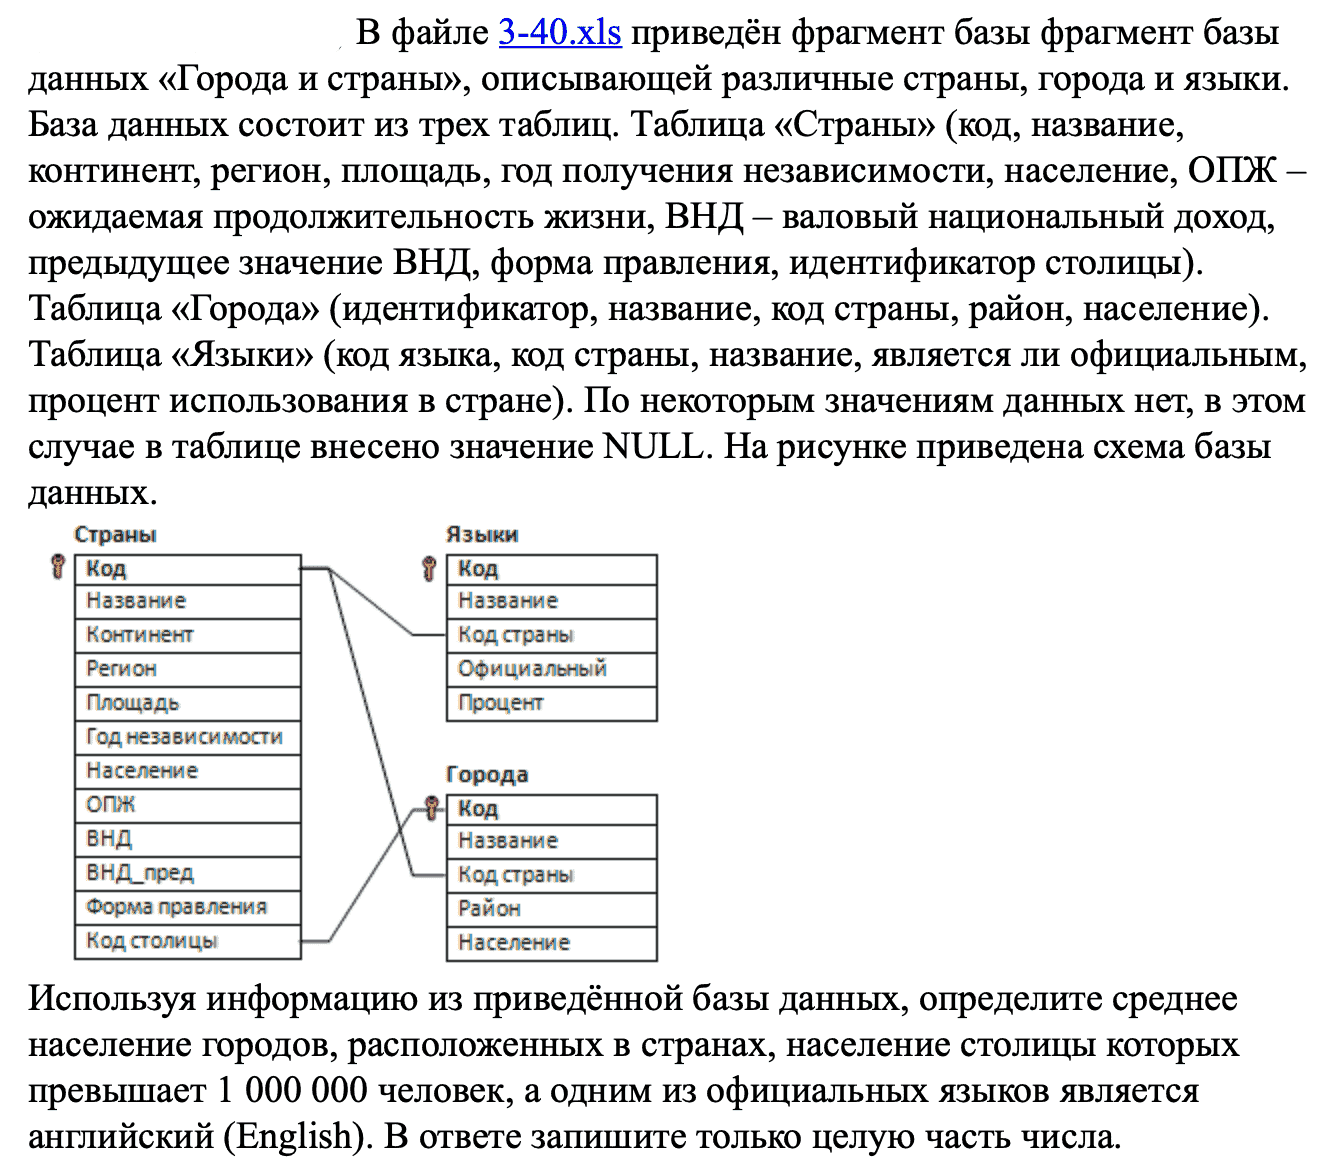 В файле 3-40.xls приведён фрагмент базы фрагмент базы
данных «Города и страны», описывающей различные страны, города и языки.
База данных состоит из трех таблиц. Таблица «Страны» (код, название,
континент, регион, площадь, год получения независимости, население, ОПЖ –
ожидаемая продолжительность жизни, ВНД – валовый национальный доход,
предыдущее значение ВНД, форма правления, идентификатор столицы).
Таблица «Города» (идентификатор, название, код страны, район, население).
Таблица «Языки» (код языка, код страны, название, является ли официальным,
процент использования в стране). По некоторым значениям данных нет, в этом
случае в таблице внесено значение NULL. На рисунке приведена схема базы
данных.
Страны
Код
Название
Континент
Регион
Площадь
Год независимости
Население
ОПЖ
ВНД
ВНД_пред
Форма правления
Код столицы
Языки
Код
Название
Код страны
Официальный
Процент
Города
Код
Название
Код страны
Район
Население
Используя информацию из приведённой базы данных, определите среднее
население городов, расположенных в странах, население столицы которых
превышает 1 000 000 человек, а одним из официальных языков является
английский (English). В ответе запишите только целую часть числа.